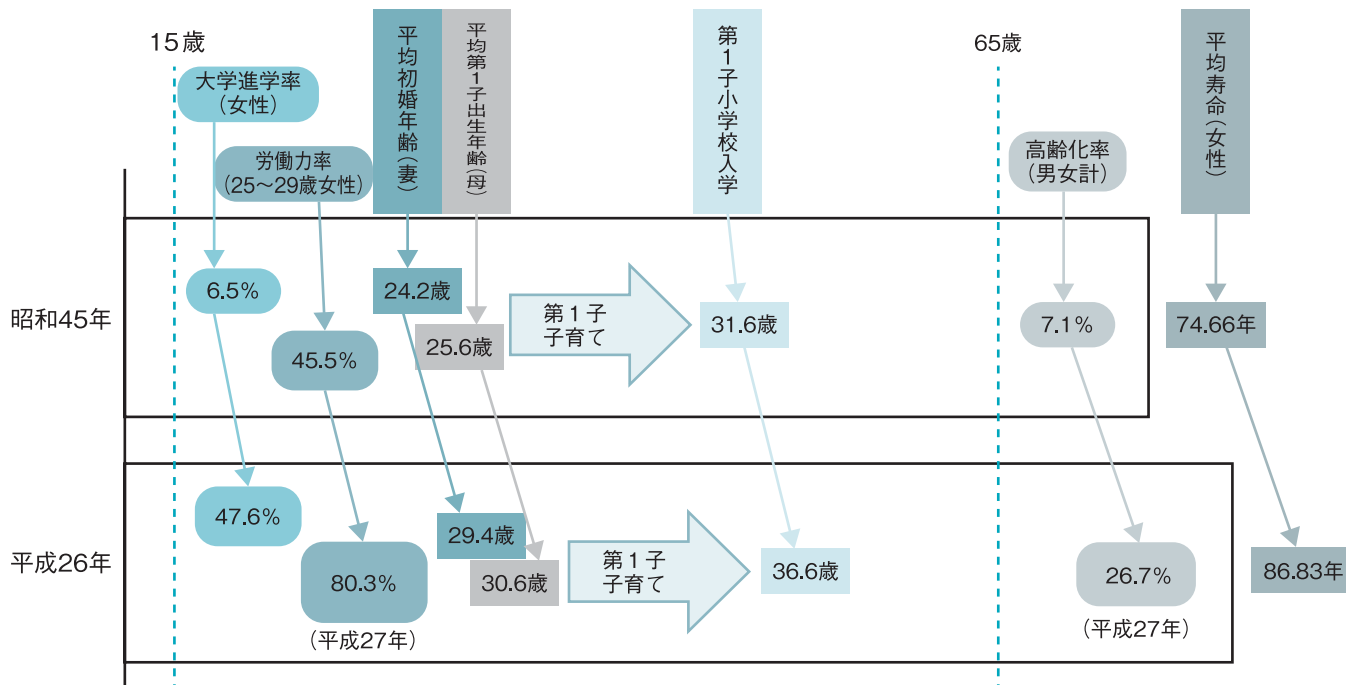 15歳
65歳
大学進学率
（女性）
労働力率
（25～29歳女性）
平均初婚年齢（妻）
平均第1子出生年齢（母）
第1子小学校入学
高齢化率
（男女計）
平均寿命（女性）
昭和45年
6.5%
45.5%
24.2歳
25.6歳
第1子
子育て
31.6歳
7.1%
74.66年
平成26年
47.6%
80.3%
（平成27年）
29.4歳
30.6歳
第1子
子育て
36.6歳
26.7%
（平成27年）
86.83年